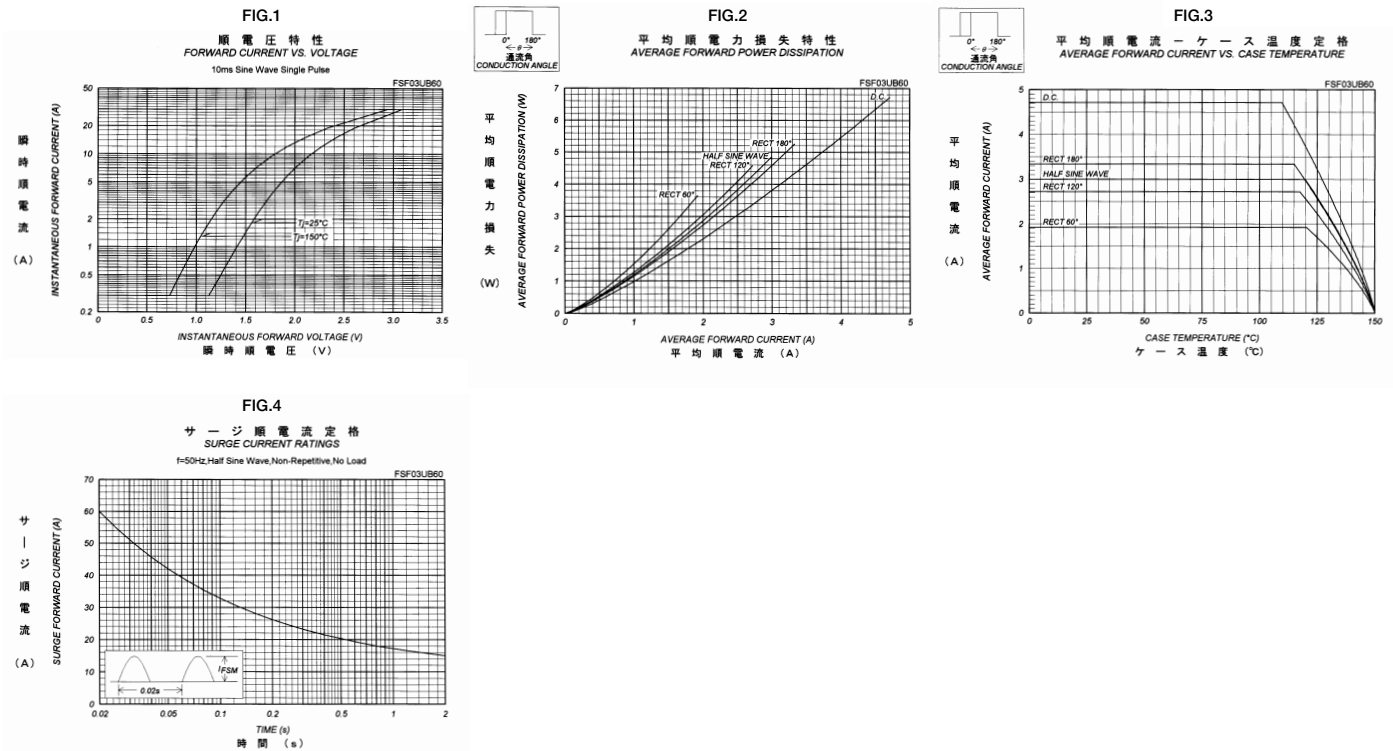 FIG.1
順電圧特性
FORWARD CURRENT VS. VOLTAGE
10ms Sine Wave Single Pulse
FSF03UB60
瞬時順電流 (A)
INSTANTANEOUS FORWARD CURRENT (A)
50
20
10
5
2
1
0.5
0.2
Tj=25°C
Tj=150°C
0 0.5 1.0 1.5 2.0 2.5 3.0 3.5
INSTANTANEOUS FORWARD VOLTAGE (V)
瞬時順電圧 (V)
FIG.2
0° 180°
θ
通流角
CONDUCTION ANGLE
平均順電力損失特性
AVERAGE FORWARD POWER DISSIPATION
FSF03UB60
平均順電力損失 (W)
AVERAGE FORWARD POWER DISSIPATION (W)
7
6
5
4
3
2
1
0
D.C.
RECT 180°
HALF SINE WAVE
RECT 120°
RECT 60°
0 1 2 3 4 5
AVERAGE FORWARD CURRENT (A)
平均順電流 (A)
FIG.3
0° 180°
θ
通流角
CONDUCTION ANGLE
平均順電流ーケース温度定格
AVERAGE FORWARD CURRENT VS. CASE TEMPERATURE
FSF03UB60
平均順電流 (A)
AVERAGE FORWARD CURRENT (A)
5
4
3
2
1
0
D.C.
RECT 180°
HALF SINE WAVE
RECT 120°
RECT 60°
0 25 50 75 100 125 150
CASE TEMPERATURE (°C)
ケース温度 (℃)
FIG.4
サージ順電流定格
SURGE CURRENT RATINGS
f=50Hz,Half Sine Wave,Non-Repetitive,No Load
FSF03UB60
サージ順電流 (A)
SURGE FORWARD CURRENT (A)
70
60
50
40
30
20
10
0
IFSM
0.02s
0.02 0.05 0.1 0.2 0.5 1 2
TIME (s)
時間 (s)